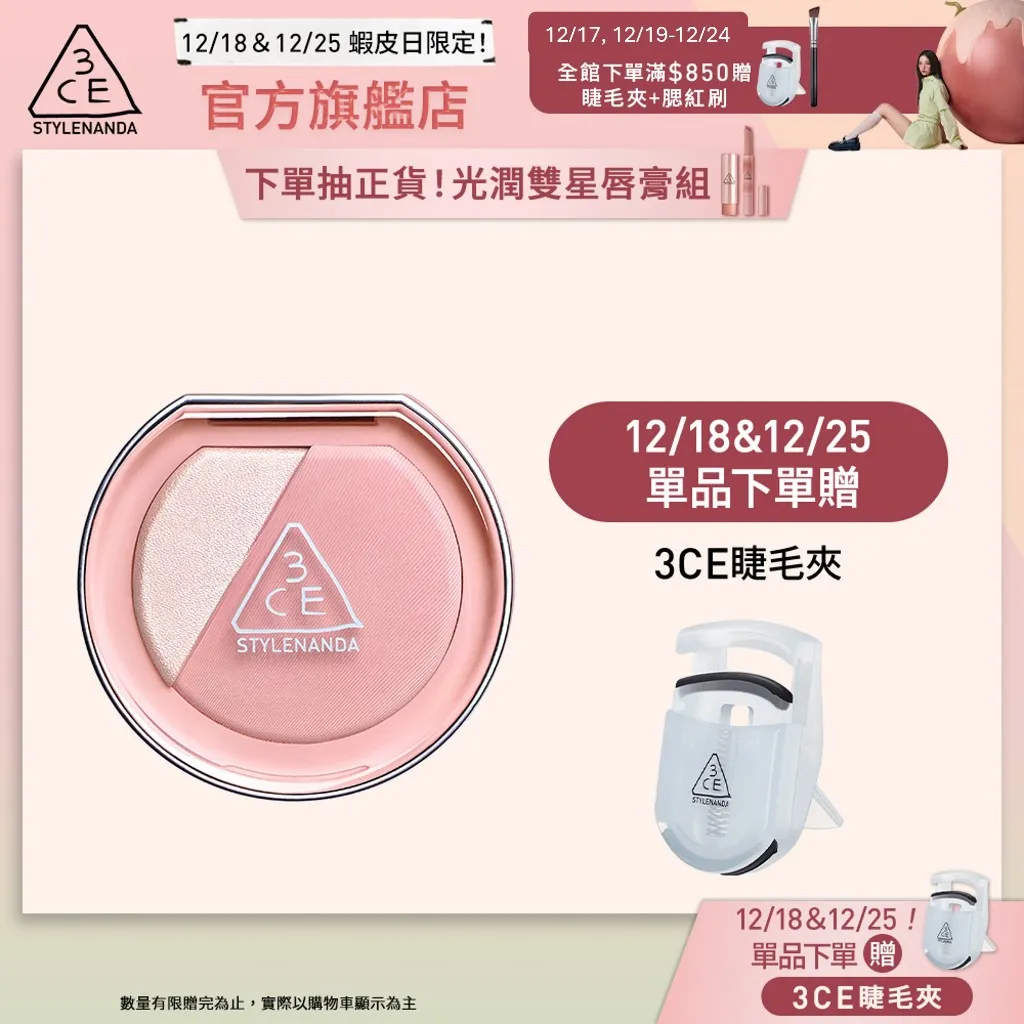 3CE
STYLENANDA
12/18&12/25 蝦皮日限定!
官方旗艦店
12/17, 12/19-12/24
全館下單滿$850贈
睫毛夾+腮紅刷
下單抽正貨!光潤雙星唇膏組
3
CE
STYLENANDA
12/18&12/25
單品下單贈
3CE睫毛夾
3
CE
STYLENANDA
12/18&12/25!
單品下單 贈
3CE睫毛夾
數量有限贈完為止，實際以購物車顯示為主